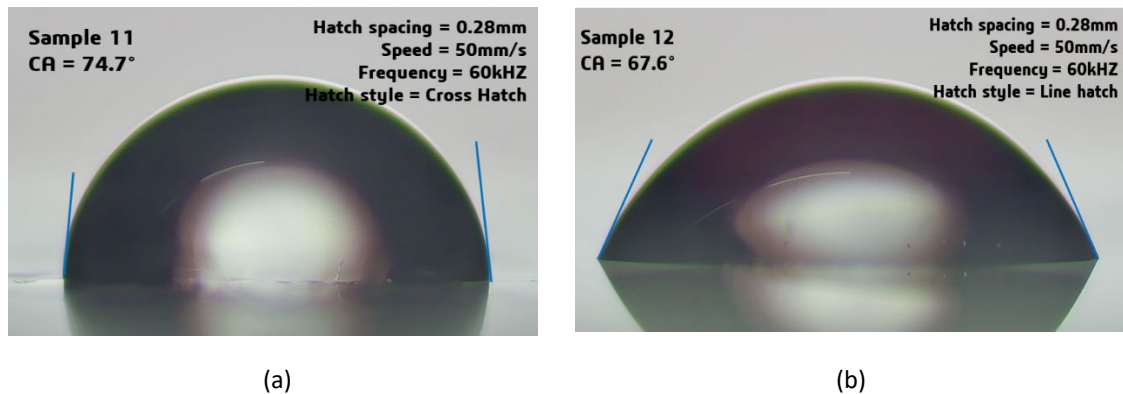 Sample 11
CA = 74.7°
Hatch spacing = 0.28mm
Speed = 50mm/s
Frequency = 60kHZ
Hatch style = Cross Hatch
Sample 12
CA = 67.6°
Hatch spacing = 0.28mm
Speed = 50mm/s
Frequency = 60kHZ
Hatch style = Line hatch
(a)
(b)